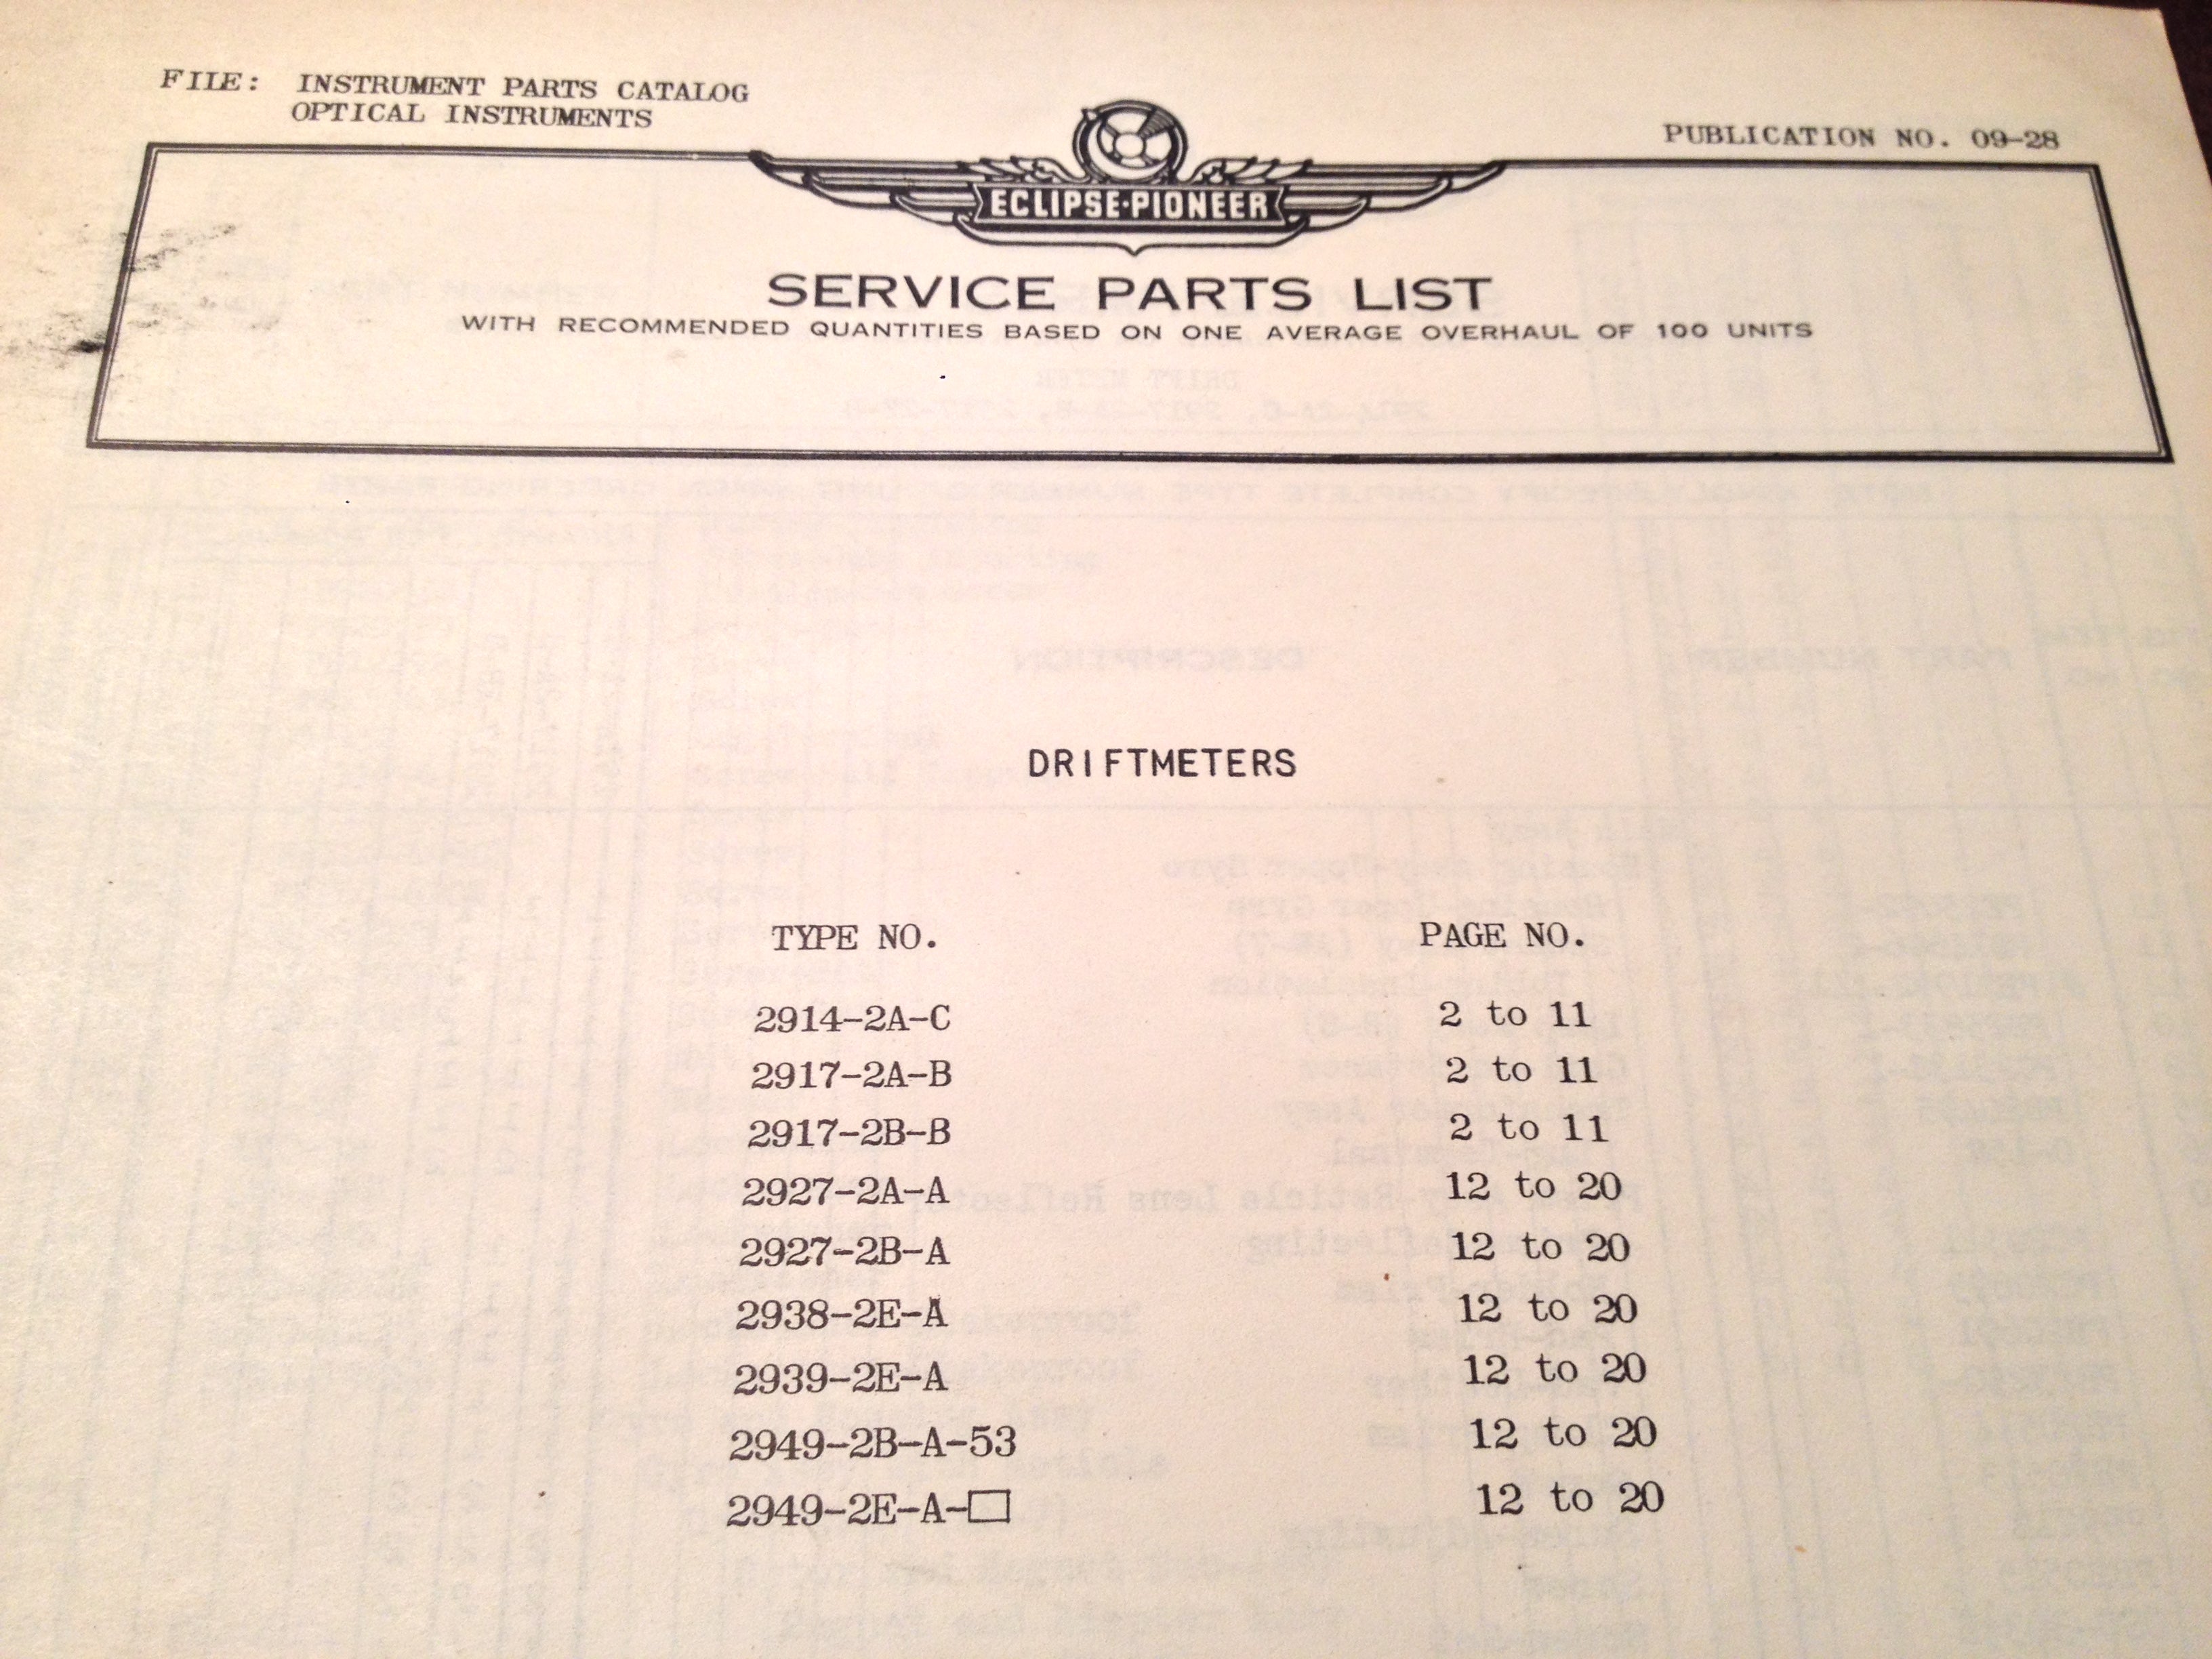 FILE: INSTRUMENT PARTS CATALOG
OPTICAL INSTRUMENTS
PUBLICATION NO. 09-28
ECLIPSE-PIONEER
SERVICE PARTS LIST
WITH RECOMMENDED QUANTITIES BASED ON ONE AVERAGE OVERHAUL OF 100 UNITS
DRIFTMETERS
TYPE NO. PAGE NO.
2914-2A-C 2 to 11
2917-2A-B 2 to 11
2917-2B-B 2 to 11
2927-2A-A 12 to 20
2927-2B-A 12 to 20
2938-2E-A 12 to 20
2939-2E-A 12 to 20
2949-2B-A-53 12 to 20
2949-2E-A-□ 12 to 20